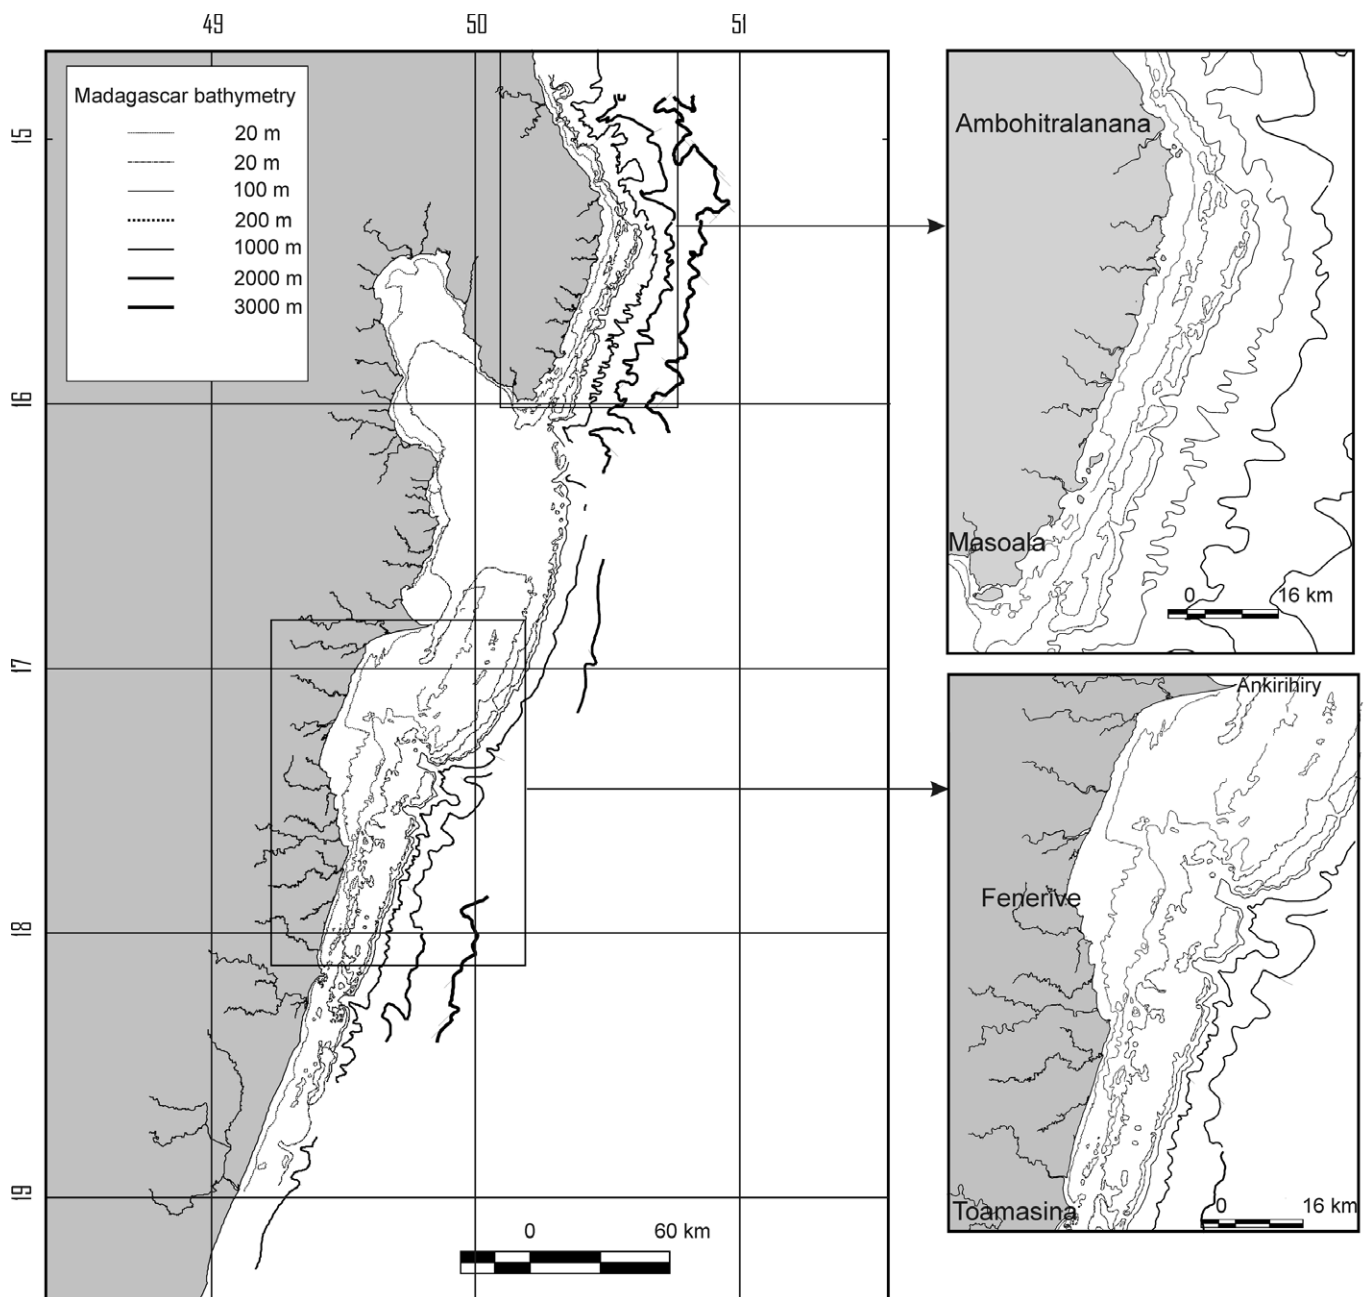 49 50 51
Madagascar bathymetry
20 m
20 m
100 m
200 m
1000 m
2000 m
3000 m
15
16
17
18
19
0 60 km
Ambohitralanana
Masoala
0 16 km
Ankirihiry
Fenerive
Toamasina
0 16 km